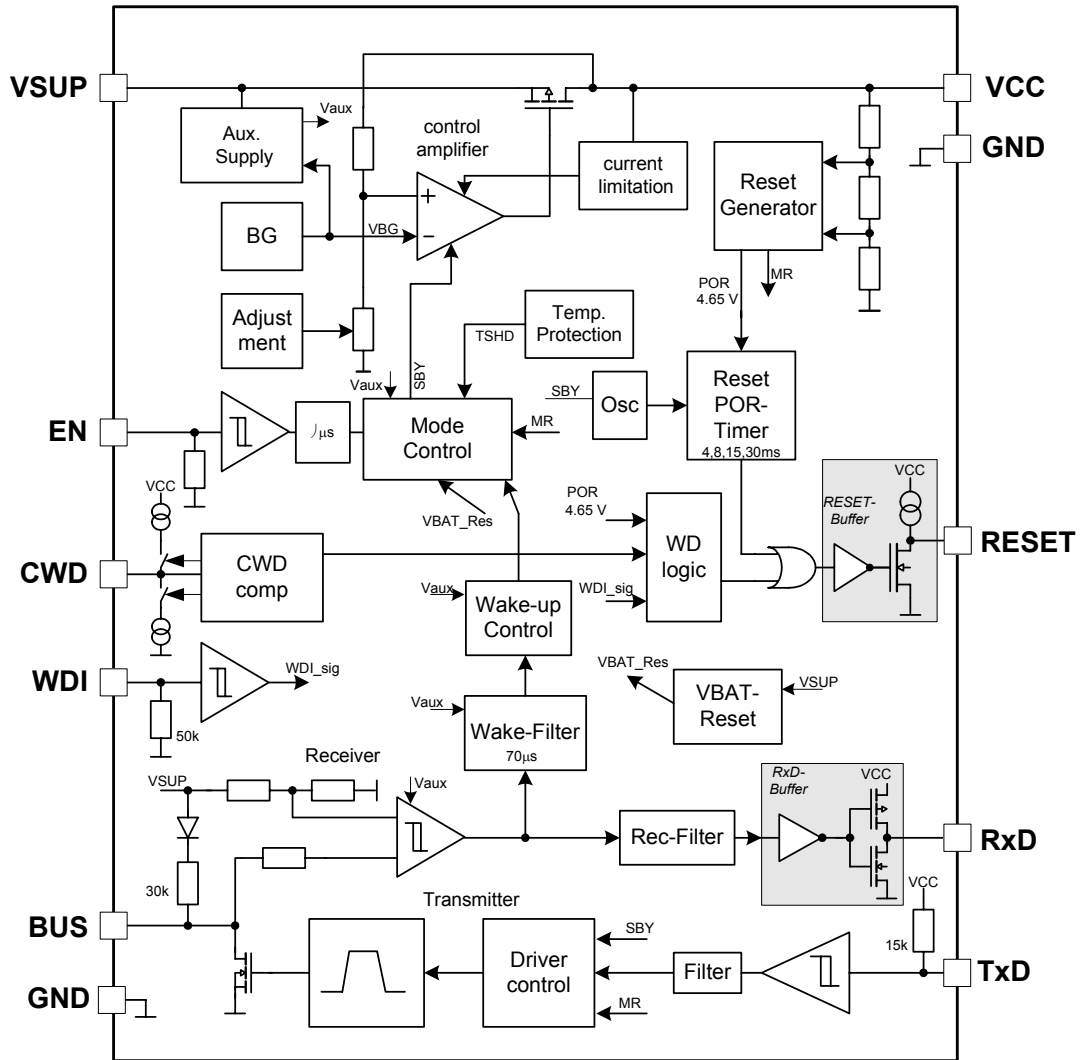 VSUP
VCC
Vaux
Aux.
Supply
control
amplifier
current
limitation
Reset
Generator
GND
+
BG
VBG
−
POR
4.65 V
MR
Adjust
ment
SBY
TSHD
Temp.
Protection
Vaux
SBY
Osc
Reset
POR-
Timer
4,8,15,30ms
EN
µs
Mode
Control
MR
VCC
VBAT_Res
POR
4.65 V
RESET-
Buffer
VCC
RESET
CWD
CWD
comp
WD
logic
Vaux
Wake-up
Control
WDI_sig
WDI
WDI_sig
50k
Vaux
Wake-Filter
70µs
VBAT_Res
VBAT-
Reset
VSUP
Receiver
VSUP
Vaux
RxD-
Buffer
VCC
Rec-Filter
RxD
30k
BUS
Transmitter
VCC
15k
SBY
Driver
control
Filter
TxD
MR
GND